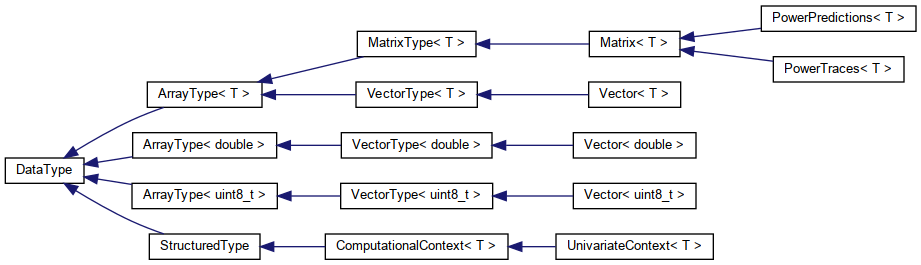 PowerPredictions< T >
MatrixType< T >
Matrix< T >
PowerTraces< T >
ArrayType< T >
VectorType< T >
Vector< T >
ArrayType< double >
VectorType< double >
Vector< double >
DataType
ArrayType< uint8_t >
VectorType< uint8_t >
Vector< uint8_t >
StructuredType
ComputationalContext< T >
UnivariateContext< T >